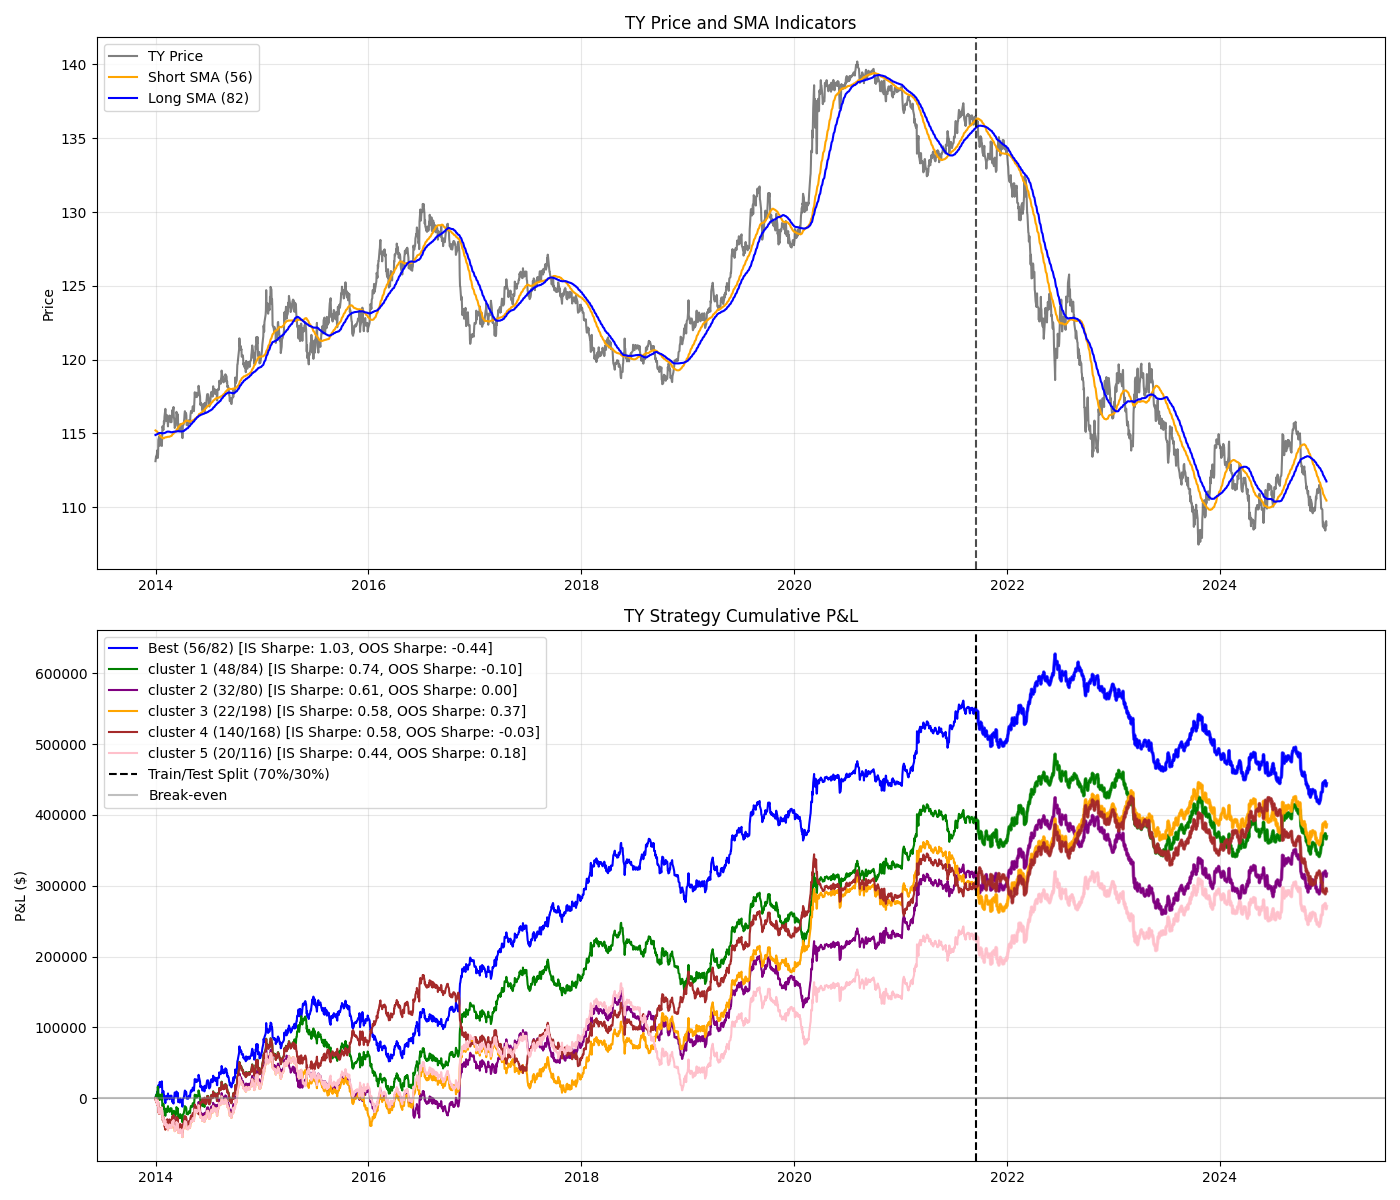 TY Price and SMA Indicators
TY Price
Short SMA (56)
Long SMA (82)
140
135
130
125
120
115
110
Price
2014 2016 2018 2020 2022 2024
TY Strategy Cumulative P&L
Best (56/82) [IS Sharpe: 1.03, OOS Sharpe: -0.44]
cluster 1 (48/84) [IS Sharpe: 0.74, OOS Sharpe: -0.10]
cluster 2 (32/80) [IS Sharpe: 0.61, OOS Sharpe: 0.00]
cluster 3 (22/198) [IS Sharpe: 0.58, OOS Sharpe: 0.37]
cluster 4 (140/168) [IS Sharpe: 0.58, OOS Sharpe: -0.03]
cluster 5 (20/116) [IS Sharpe: 0.44, OOS Sharpe: 0.18]
Train/Test Split (70%/30%)
Break-even
600000
500000
400000
300000
200000
100000
0
P&L ($)
2014 2016 2018 2020 2022 2024